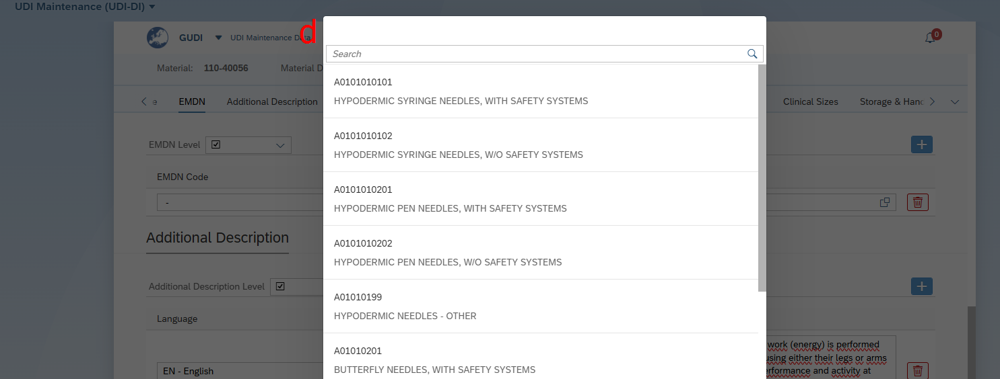 UDI Maintenance (UDI-DI)
d
GUDI
UDI Maintenance Data
0
Search
Material: 110-40056
Material D
A0101010101
HYPODERMIC SYRINGE NEEDLES, WITH SAFETY SYSTEMS
e
EMDN
Additional Description
Clinical Sizes
Storage & Hand
A0101010102
HYPODERMIC SYRINGE NEEDLES, W/O SAFETY SYSTEMS
EMDN Level
EMDN Code
-
A0101010201
HYPODERMIC PEN NEEDLES, WITH SAFETY SYSTEMS
Additional Description
A0101010202
HYPODERMIC PEN NEEDLES, W/O SAFETY SYSTEMS
Additional Description Level
A01010199
HYPODERMIC NEEDLES - OTHER
Language
A01010201
BUTTERFLY NEEDLES, WITH SAFETY SYSTEMS
EN - English
work (energy) is performed
using either their legs or arms
erformance and activity at